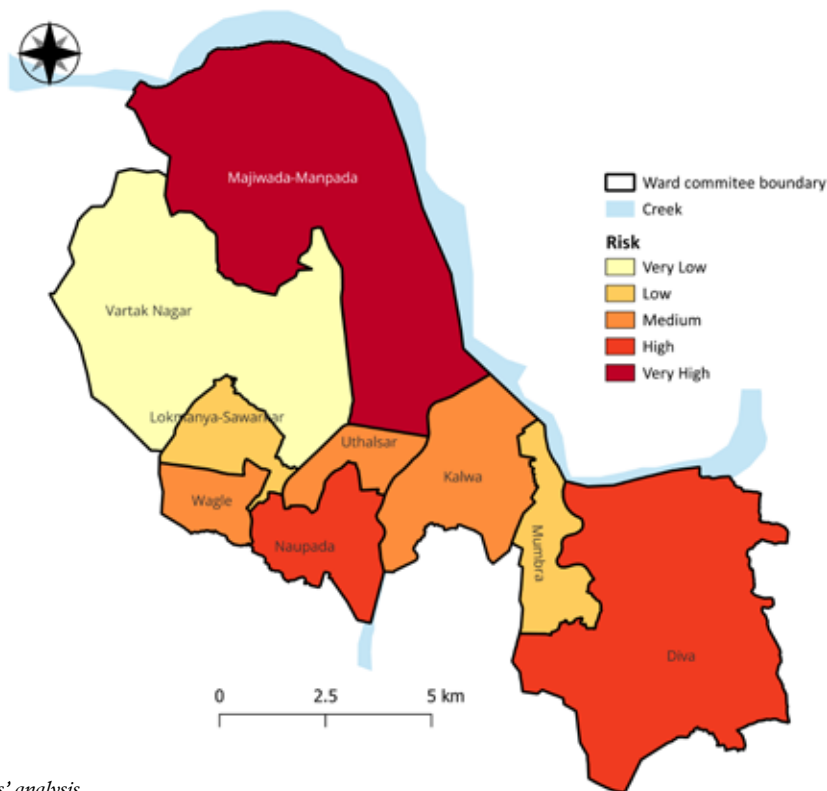 Majiwada-Manpada
Ward commitee boundary
Creek
Risk
Very Low
Low
Medium
High
Very High
Vartak Nagar
Lokmanya-Sawarkar
Uthalsar
Wagle
Kalwa
Naupada
Mumbra
Diva
0 2.5 5 km
s’ analysis